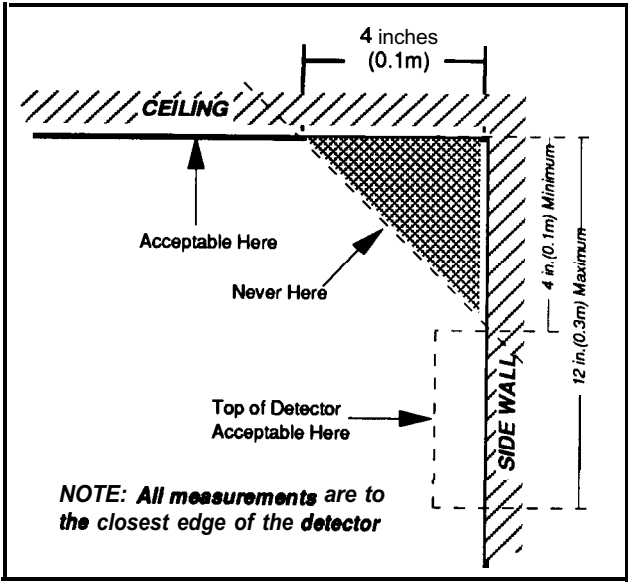 4 inches
(0.1m)
CEILING
Acceptable Here
Never Here
4 in.(0.1m) Minimum
12 in.(0.3m) Maximum
Top of Detector
Acceptable Here
SIDE WALL
NOTE: All measurements are to
the closest edge of the detector